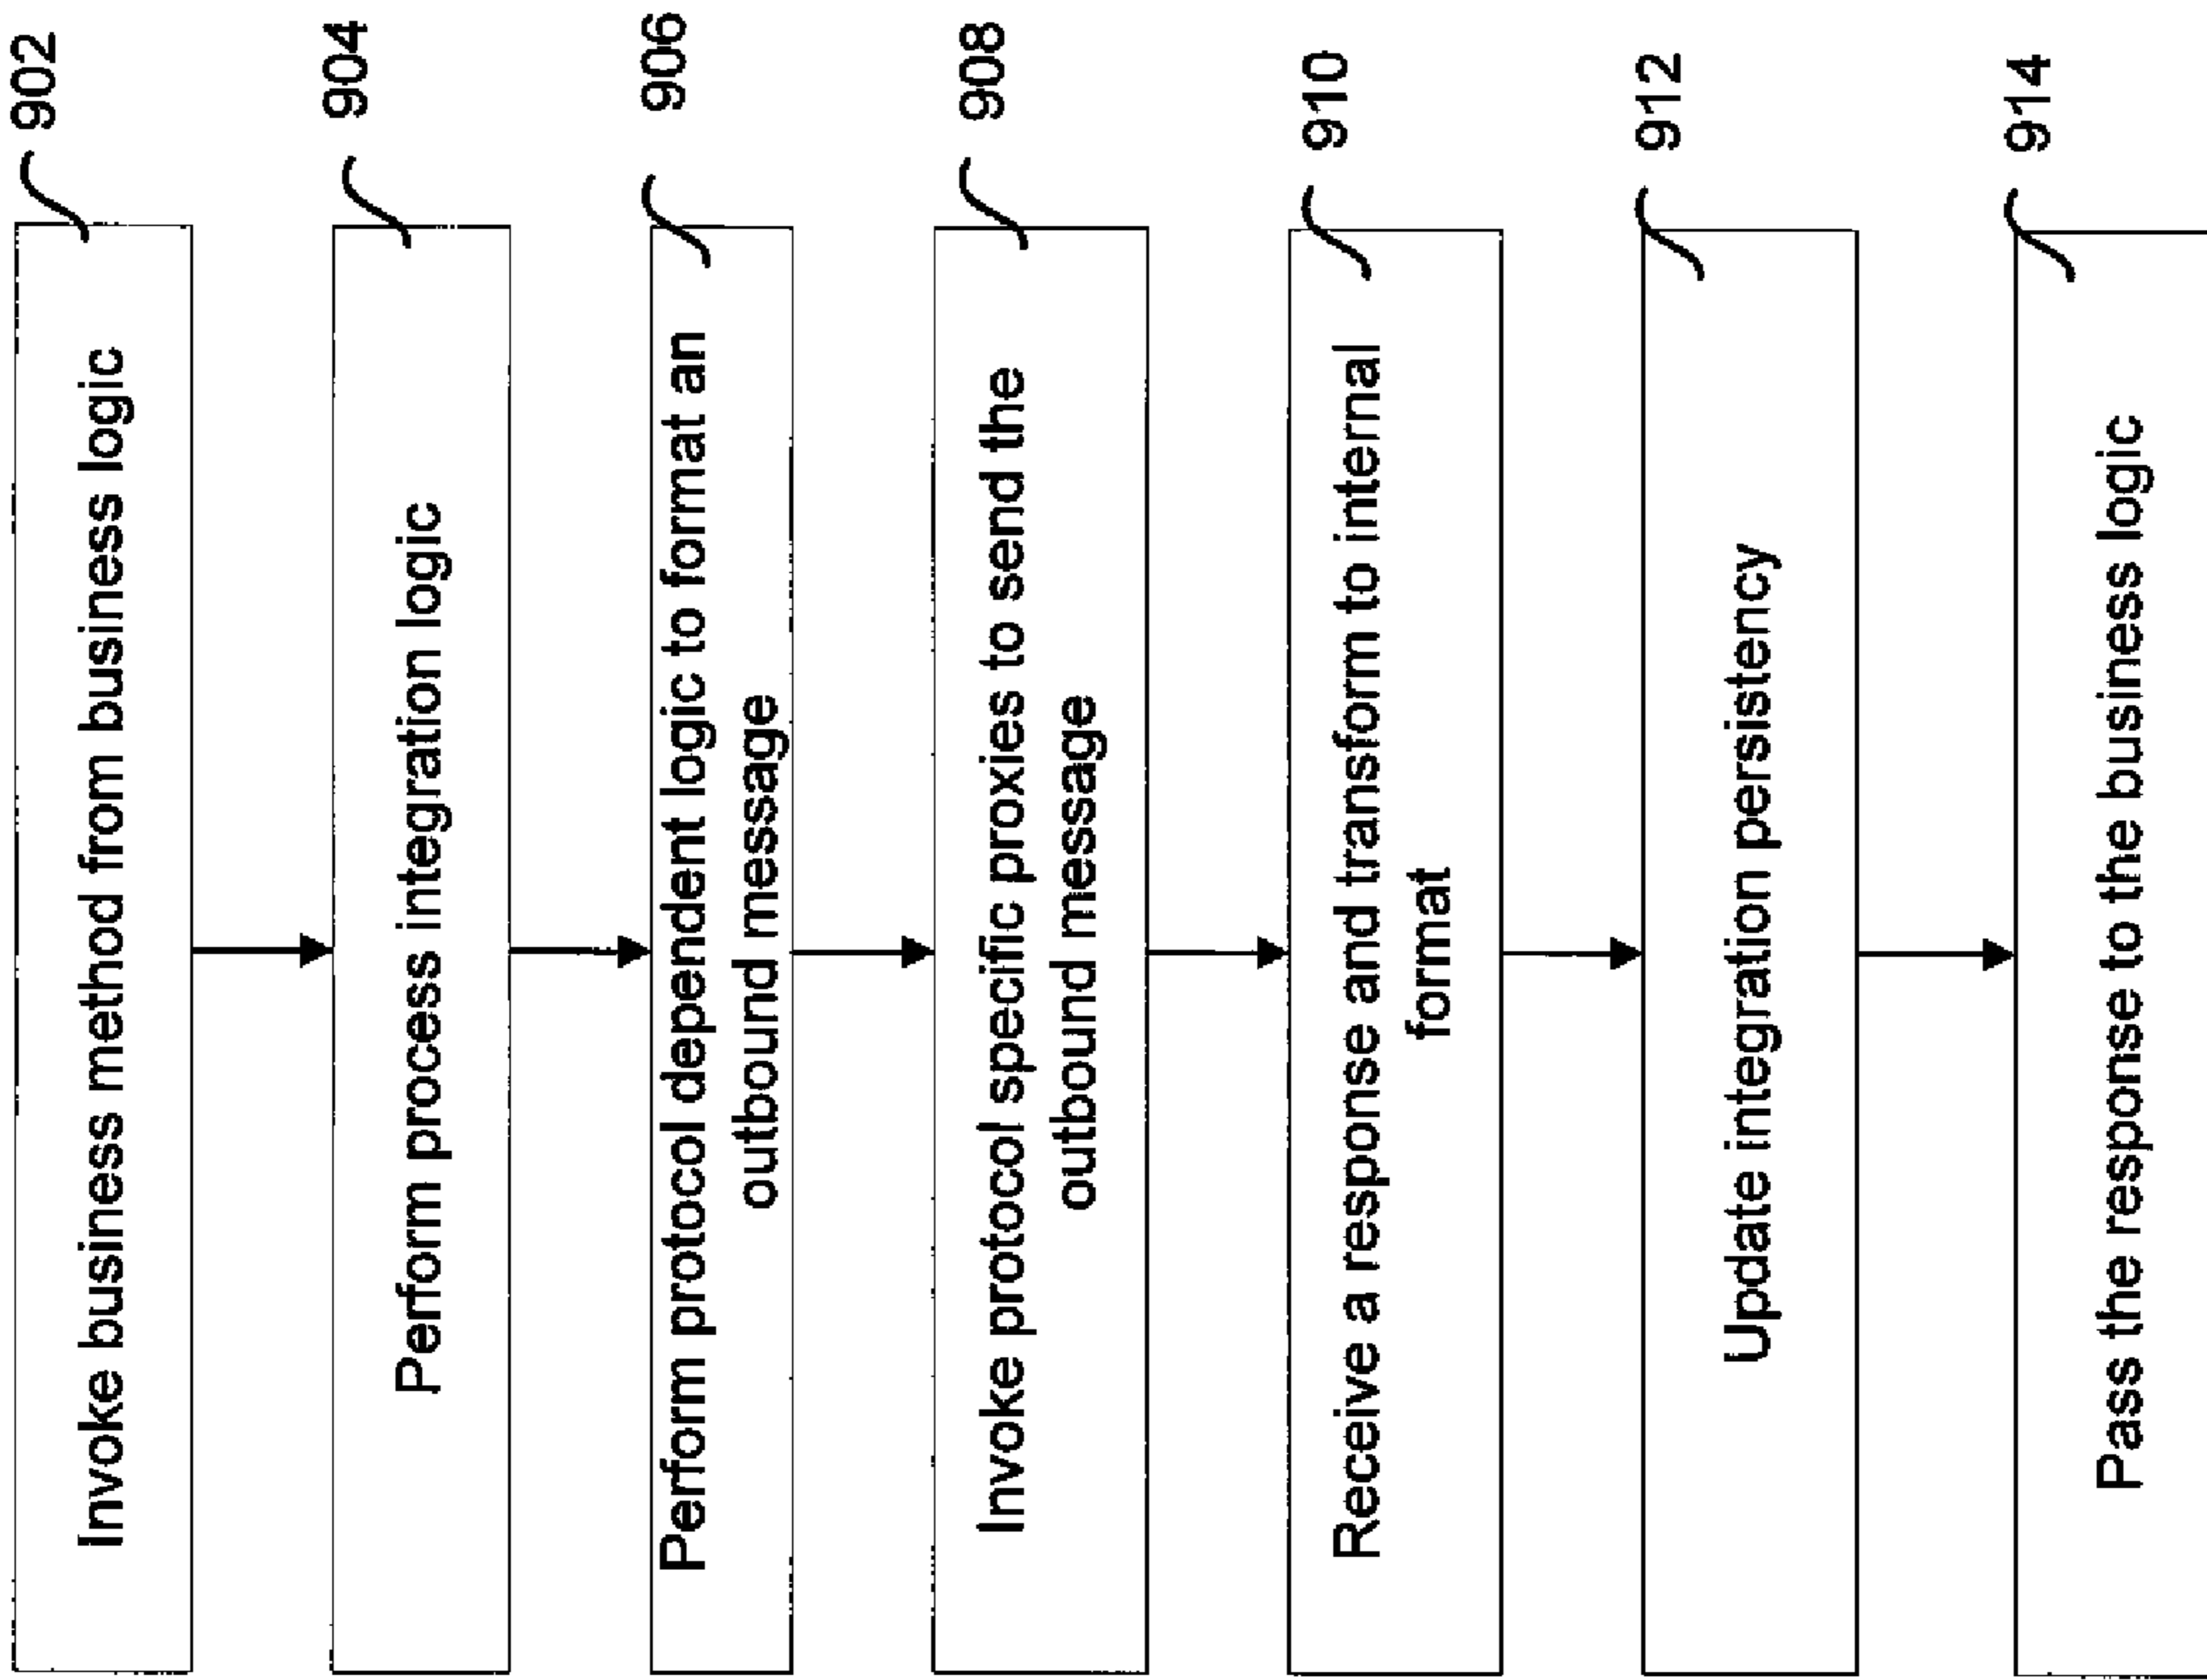 902
Invoke business method from business logic
904
Perform process integration logic
906
Perform protocol dependent logic to format an
outbound message
908
Invoke protocol specific proxies to send the
outbound message
910
Receive a response and transform to internal
format
912
Update integration persistency
914
Pass the response to the business logic